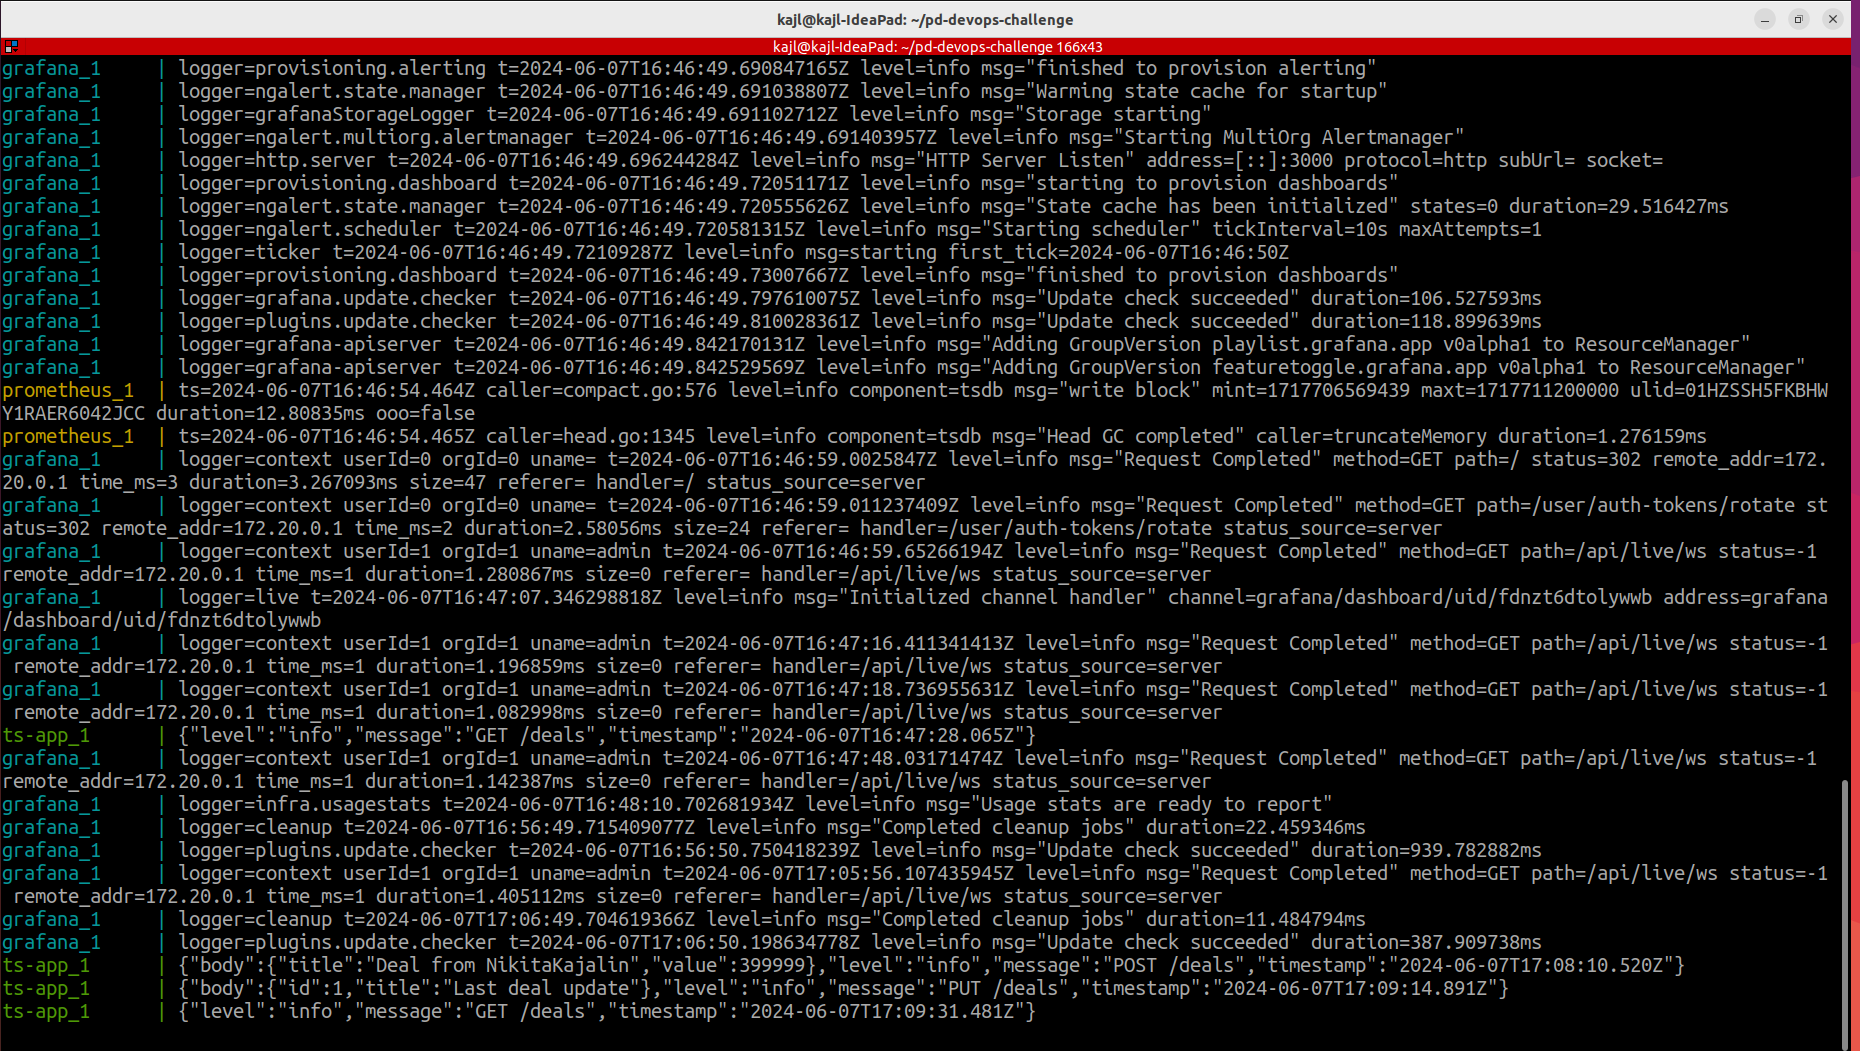 kajl@kajl-IdeaPad: ~/pd-devops-challenge
kajl@kajl-IdeaPad: ~/pd-devops-challenge 166x43
grafana_1     | logger=provisioning.alerting t=2024-06-07T16:46:49.690847165Z level=info msg="finished to provision alerting"
grafana_1     | logger=ngalert.state.manager t=2024-06-07T16:46:49.691038807Z level=info msg="Warming state cache for startup"
grafana_1     | logger=grafanaStorageLogger t=2024-06-07T16:46:49.691102712Z level=info msg="Storage starting"
grafana_1     | logger=ngalert.multiorg.alertmanager t=2024-06-07T16:46:49.691403957Z level=info msg="Starting MultiOrg Alertmanager"
grafana_1     | logger=http.server t=2024-06-07T16:46:49.696244284Z level=info msg="HTTP Server Listen" address=[::]:3000 protocol=http subUrl= socket=
grafana_1     | logger=provisioning.dashboard t=2024-06-07T16:46:49.72051171Z level=info msg="starting to provision dashboards"
grafana_1     | logger=ngalert.state.manager t=2024-06-07T16:46:49.720555626Z level=info msg="State cache has been initialized" states=0 duration=29.516427ms
grafana_1     | logger=ngalert.scheduler t=2024-06-07T16:46:49.720581315Z level=info msg="Starting scheduler" tickInterval=10s maxAttempts=1
grafana_1     | logger=ticker t=2024-06-07T16:46:49.72109287Z level=info msg=starting first_tick=2024-06-07T16:46:50Z
grafana_1     | logger=provisioning.dashboard t=2024-06-07T16:46:49.73007667Z level=info msg="finished to provision dashboards"
grafana_1     | logger=grafana.update.checker t=2024-06-07T16:46:49.797610075Z level=info msg="Update check succeeded" duration=106.527593ms
grafana_1     | logger=plugins.update.checker t=2024-06-07T16:46:49.810028361Z level=info msg="Update check succeeded" duration=118.899639ms
grafana_1     | logger=grafana-apiserver t=2024-06-07T16:46:49.842170131Z level=info msg="Adding GroupVersion playlist.grafana.app v0alpha1 to ResourceManager"
grafana_1     | logger=grafana-apiserver t=2024-06-07T16:46:49.842529569Z level=info msg="Adding GroupVersion featuretoggle.grafana.app v0alpha1 to ResourceManager"
prometheus_1  | ts=2024-06-07T16:46:54.464Z caller=compact.go:576 level=info component=tsdb msg="write block" mint=1717706569439 maxt=1717711200000 ulid=01HZSSH5FKBHW
Y1RAER6042JCC duration=12.80835ms ooo=false
prometheus_1  | ts=2024-06-07T16:46:54.465Z caller=head.go:1345 level=info component=tsdb msg="Head GC completed" caller=truncateMemory duration=1.276159ms
grafana_1     | logger=context userId=0 orgId=0 uname= t=2024-06-07T16:46:59.0025847Z level=info msg="Request Completed" method=GET path=/ status=302 remote_addr=172.
20.0.1 time_ms=3 duration=3.267093ms size=47 referer= handler=/ status_source=server
grafana_1     | logger=context userId=0 orgId=0 uname= t=2024-06-07T16:46:59.011237409Z level=info msg="Request Completed" method=GET path=/user/auth-tokens/rotate st
atus=302 remote_addr=172.20.0.1 time_ms=2 duration=2.58056ms size=24 referer= handler=/user/auth-tokens/rotate status_source=server
grafana_1     | logger=context userId=1 orgId=1 uname=admin t=2024-06-07T16:46:59.65266194Z level=info msg="Request Completed" method=GET path=/api/live/ws status=-1
remote_addr=172.20.0.1 time_ms=1 duration=1.280867ms size=0 referer= handler=/api/live/ws status_source=server
grafana_1     | logger=live t=2024-06-07T16:47:07.346298818Z level=info msg="Initialized channel handler" channel=grafana/dashboard/uid/fdnzt6dtolywwb address=grafana
/dashboard/uid/fdnzt6dtolywwb
grafana_1     | logger=context userId=1 orgId=1 uname=admin t=2024-06-07T16:47:16.411341413Z level=info msg="Request Completed" method=GET path=/api/live/ws status=-1
 remote_addr=172.20.0.1 time_ms=1 duration=1.196859ms size=0 referer= handler=/api/live/ws status_source=server
grafana_1     | logger=context userId=1 orgId=1 uname=admin t=2024-06-07T16:47:18.736955631Z level=info msg="Request Completed" method=GET path=/api/live/ws status=-1
 remote_addr=172.20.0.1 time_ms=1 duration=1.082998ms size=0 referer= handler=/api/live/ws status_source=server
ts-app_1      | {"level":"info","message":"GET /deals","timestamp":"2024-06-07T16:47:28.065Z"}
grafana_1     | logger=context userId=1 orgId=1 uname=admin t=2024-06-07T16:47:48.03171474Z level=info msg="Request Completed" method=GET path=/api/live/ws status=-1
remote_addr=172.20.0.1 time_ms=1 duration=1.142387ms size=0 referer= handler=/api/live/ws status_source=server
grafana_1     | logger=infra.usagestats t=2024-06-07T16:48:10.702681934Z level=info msg="Usage stats are ready to report"
grafana_1     | logger=cleanup t=2024-06-07T16:56:49.715409077Z level=info msg="Completed cleanup jobs" duration=22.459346ms
grafana_1     | logger=plugins.update.checker t=2024-06-07T16:56:50.750418239Z level=info msg="Update check succeeded" duration=939.782882ms
grafana_1     | logger=context userId=1 orgId=1 uname=admin t=2024-06-07T17:05:56.107435945Z level=info msg="Request Completed" method=GET path=/api/live/ws status=-1
 remote_addr=172.20.0.1 time_ms=1 duration=1.405112ms size=0 referer= handler=/api/live/ws status_source=server
grafana_1     | logger=cleanup t=2024-06-07T17:06:49.704619366Z level=info msg="Completed cleanup jobs" duration=11.484794ms
grafana_1     | logger=plugins.update.checker t=2024-06-07T17:06:50.198634778Z level=info msg="Update check succeeded" duration=387.909738ms
ts-app_1      | {"body":{"title":"Deal from NikitaKajalin","value":399999},"level":"info","message":"POST /deals","timestamp":"2024-06-07T17:08:10.520Z"}
ts-app_1      | {"body":{"id":1,"title":"Last deal update"},"level":"info","message":"PUT /deals","timestamp":"2024-06-07T17:09:14.891Z"}
ts-app_1      | {"level":"info","message":"GET /deals","timestamp":"2024-06-07T17:09:31.481Z"}